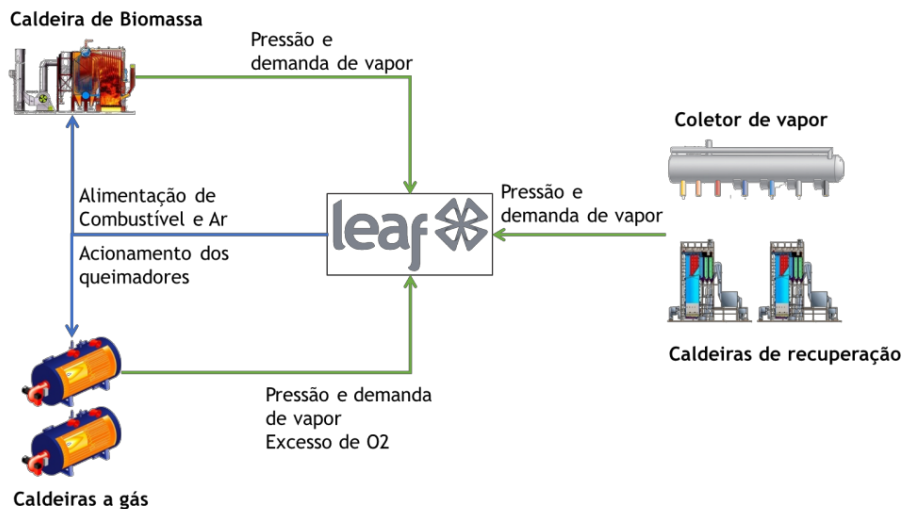 Caldeira de Biomassa
Pressão e
demanda de vapor
Coletor de vapor
Alimentação de
Combustível e Ar
Acionamento dos
queimadores
leaf
Pressão e
demanda de vapor
Caldeiras de recuperação
Pressão e demanda
de vapor
Excesso de O2
Caldeiras a gás